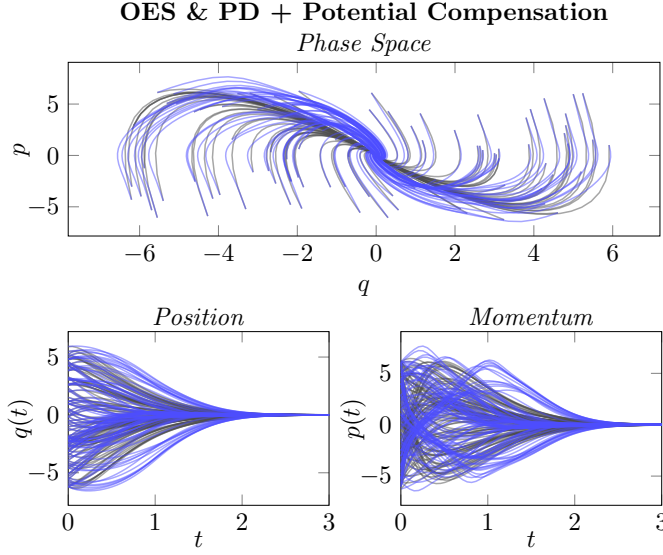 OES & PD + Potential Compensation
Phase Space
5
0
−5
p
−6 −4 −2 0 2 4 6
q
Position Momentum
5
0
−5
q(t)
0 1 2 3
t
5
0
−5
p(t)
0 1 2 3
t